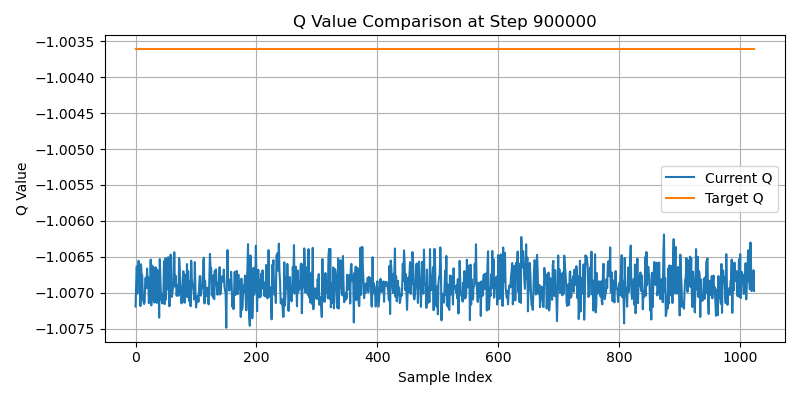 Q Value Comparison at Step 900000
−1.0035
−1.0040
−1.0045
−1.0050
−1.0055
−1.0060
−1.0065
−1.0070
−1.0075
Q Value
Current Q
Target Q
0 200 400 600 800 1000
Sample Index